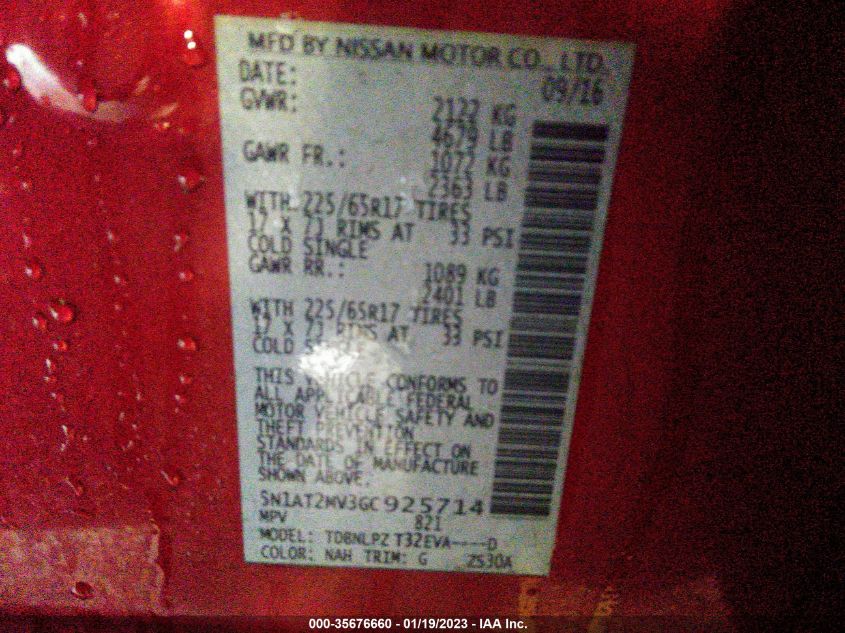 MFD BY NISSAN MOTOR CO., LTD.
DATE: 09/16
GVWR: 2122 KG
4679 LB
GAWR FR.: 1072 KG
2363 LB
WITH 225/65R17 TIRES
17 X 7J RIMS AT 33 PSI
COLD SINGLE
GAWR RR.: 1089 KG
2401 LB
WITH 225/65R17 TIRES
17 X 7J RIMS AT 33 PSI
COLD SINGLE
THIS VEHICLE CONFORMS TO
ALL APPLICABLE FEDERAL
MOTOR VEHICLE SAFETY AND
THEFT PREVENTION
STANDARDS IN EFFECT ON
THE DATE OF MANUFACTURE
SHOWN ABOVE.
5N1AT2MV3GC925714
MPV 821
MODEL: TDBNLPZ T32EVA----D
COLOR: NAH TRIM: G ZS30A
000-35676660 - 01/19/2023 - IAA Inc.